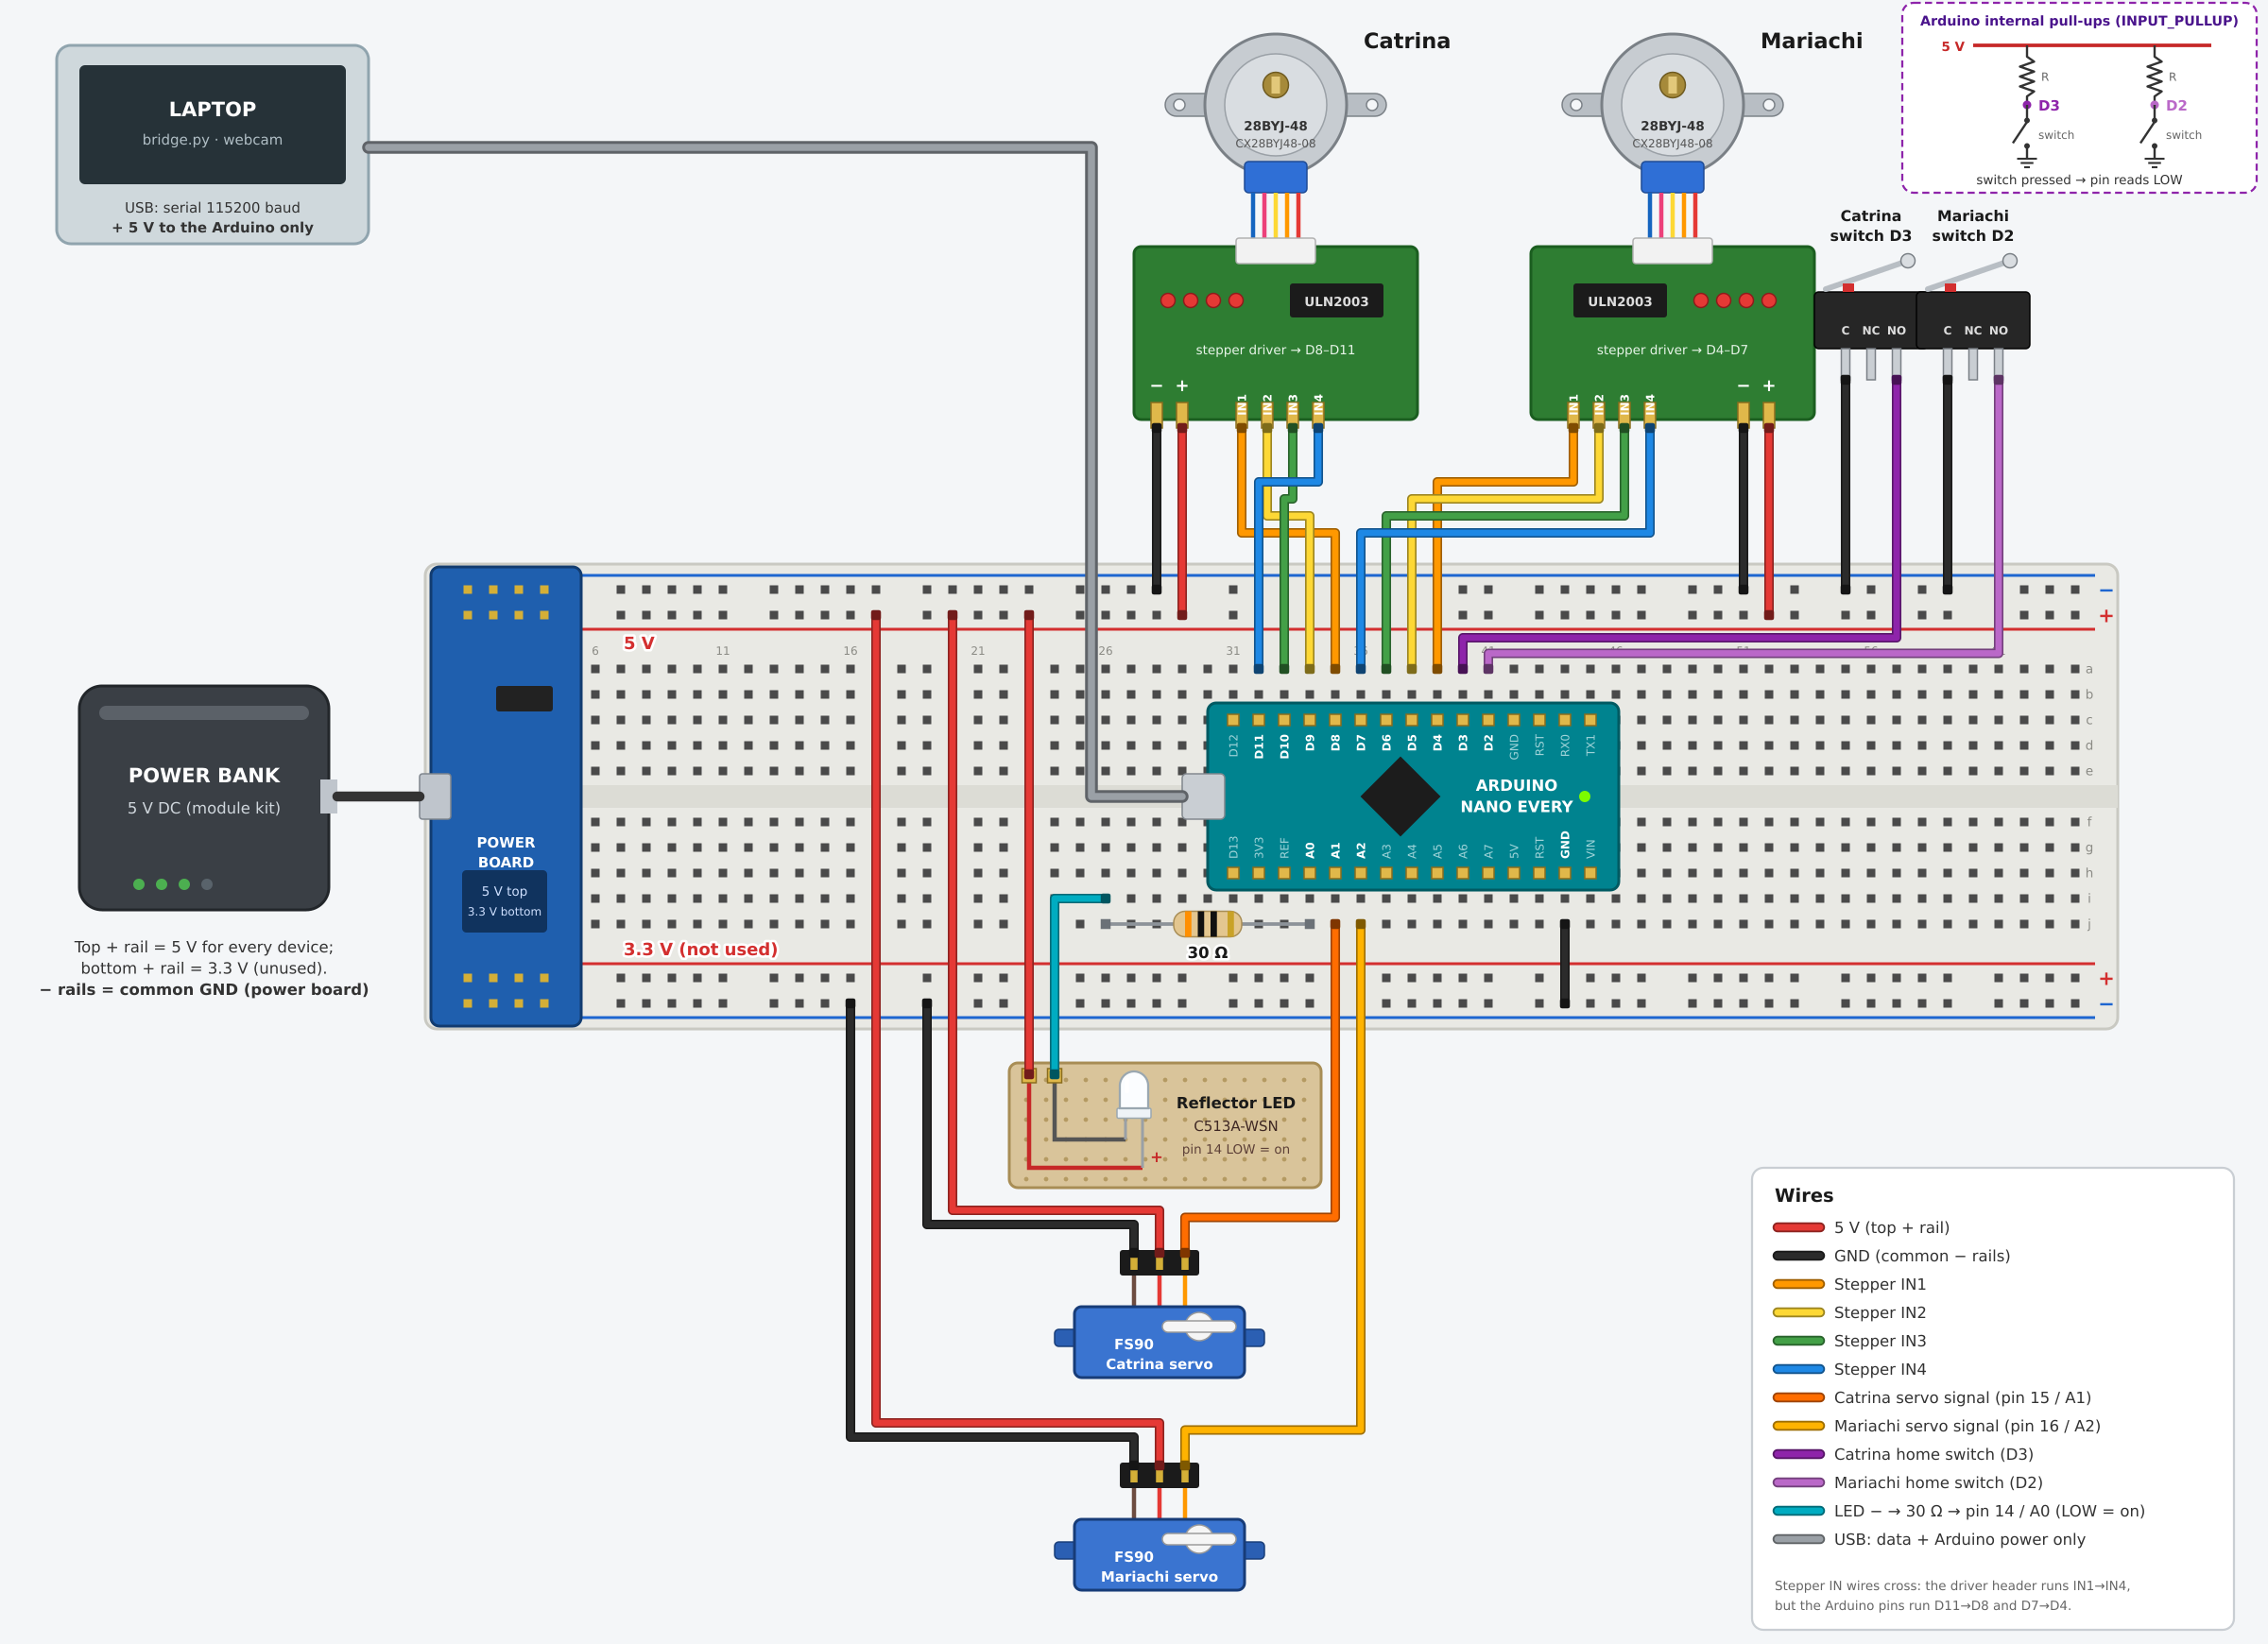 Catrina
Mariachi
Arduino internal pull-ups (INPUT_PULLUP)
5 V
R
R
D3
D2
switch
switch
switch pressed → pin reads LOW
LAPTOP
bridge.py · webcam
USB: serial 115200 baud
+ 5 V to the Arduino only
28BYJ-48
CX28BYJ48-08
28BYJ-48
CX28BYJ48-08
Catrina
switch D3
Mariachi
switch D2
ULN2003
stepper driver → D8–D11
− +
IN1 IN2 IN3 IN4
ULN2003
stepper driver → D4–D7
IN1 IN2 IN3 IN4
− +
C NC NO
C NC NO
−
+
5 V
6 11 16 21 26 31
a
b
c
d
e
D12 D11 D10 D9 D8 D7 D6 D5 D4 D3 D2 GND RST RX0 TX1
ARDUINO
NANO EVERY
D13 3V3 REF A0 A1 A2 A3 A4 A5 A6 A7 5V RST GND VIN
f
g
h
i
j
POWER BANK
5 V DC (module kit)
POWER
BOARD
5 V top
3.3 V bottom
Top + rail = 5 V for every device;
bottom + rail = 3.3 V (unused).
− rails = common GND (power board)
30 Ω
3.3 V (not used)
+
−
Reflector LED
C513A-WSN
pin 14 LOW = on
+
FS90
Catrina servo
FS90
Mariachi servo
Wires
5 V (top + rail)
GND (common − rails)
Stepper IN1
Stepper IN2
Stepper IN3
Stepper IN4
Catrina servo signal (pin 15 / A1)
Mariachi servo signal (pin 16 / A2)
Catrina home switch (D3)
Mariachi home switch (D2)
LED − → 30 Ω → pin 14 / A0 (LOW = on)
USB: data + Arduino power only
Stepper IN wires cross: the driver header runs IN1→IN4,
but the Arduino pins run D11→D8 and D7→D4.